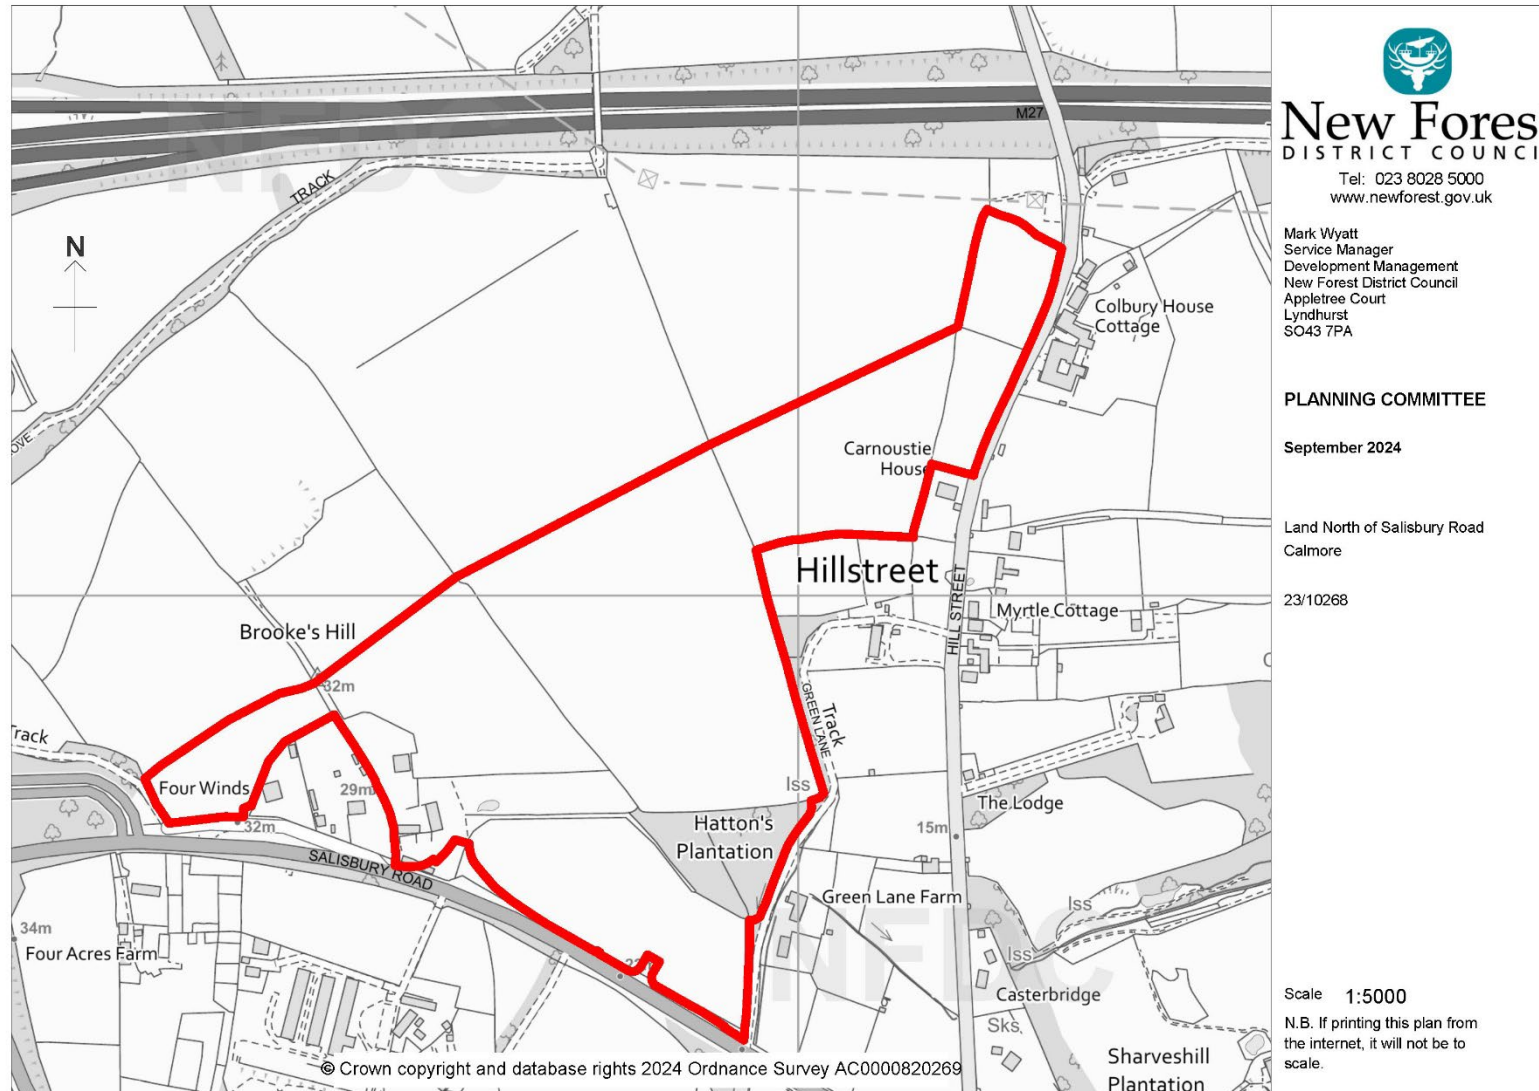 M27
TRACK
N
Colbury House
Cottage
Carnoustie
House
Hillstreet
HILL STREET
Myrtle Cottage
Brooke's Hill
32m
Track
GREEN LANE
Four Winds
29m
32m
Iss
The Lodge
Hatton's
Plantation
15m
SALISBURY ROAD
Green Lane Farm
Iss
34m
Four Acres Farm
Iss
Casterbridge
Sks
Sharveshill
Plantation
NFDC
NFDC
© Crown copyright and database rights 2024 Ordnance Survey AC0000820269
New Fores
DISTRICT COUNCI
Tel: 023 8028 5000
www.newforest.gov.uk
Mark Wyatt
Service Manager
Development Management
New Forest District Council
Appletree Court
Lyndhurst
SO43 7PA
PLANNING COMMITTEE
September 2024
Land North of Salisbury Road
Calmore
23/10268
Scale 1:5000
N.B. If printing this plan from
the internet, it will not be to
scale.